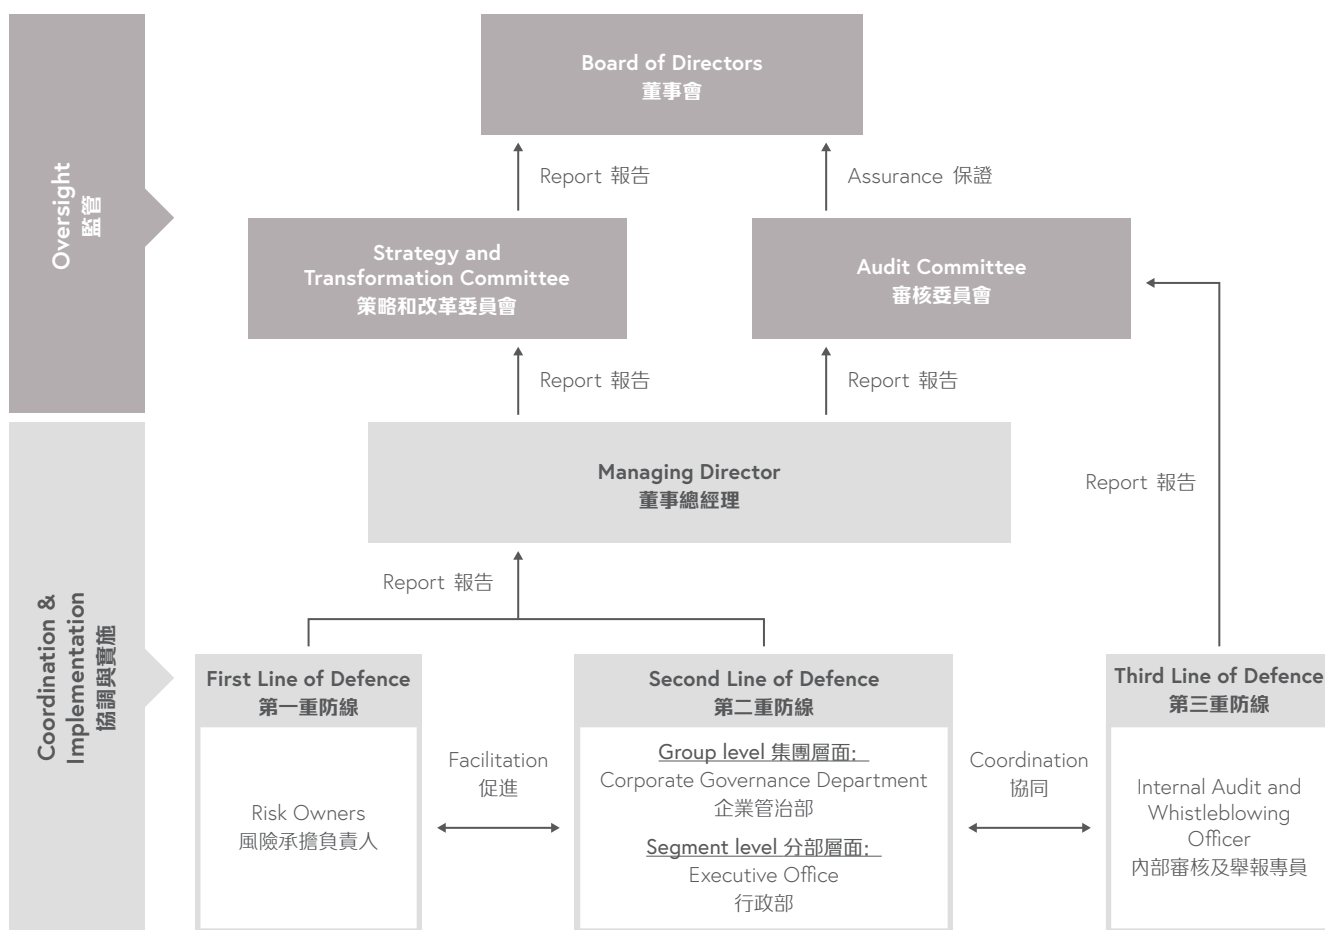 Board of Directors
董事會
Oversight
監管
Report 報告
Assurance 保證
Strategy and
Transformation Committee
策略和改革委員會
Audit Committee
審核委員會
Report 報告
Report 報告
Managing Director
董事總經理
Report 報告
Report 報告
Coordination &
Implementation
協調與實施
First Line of Defence
第一重防線
Risk Owners
風險承擔負責人
Facilitation
促進
Second Line of Defence
第二重防線
Group level 集團層面:
Corporate Governance Department
企業管治部
Segment level 分部層面:
Executive Office
行政部
Coordination
協同
Third Line of Defence
第三重防線
Internal Audit and
Whistleblowing
Officer
內部審核及舉報專員